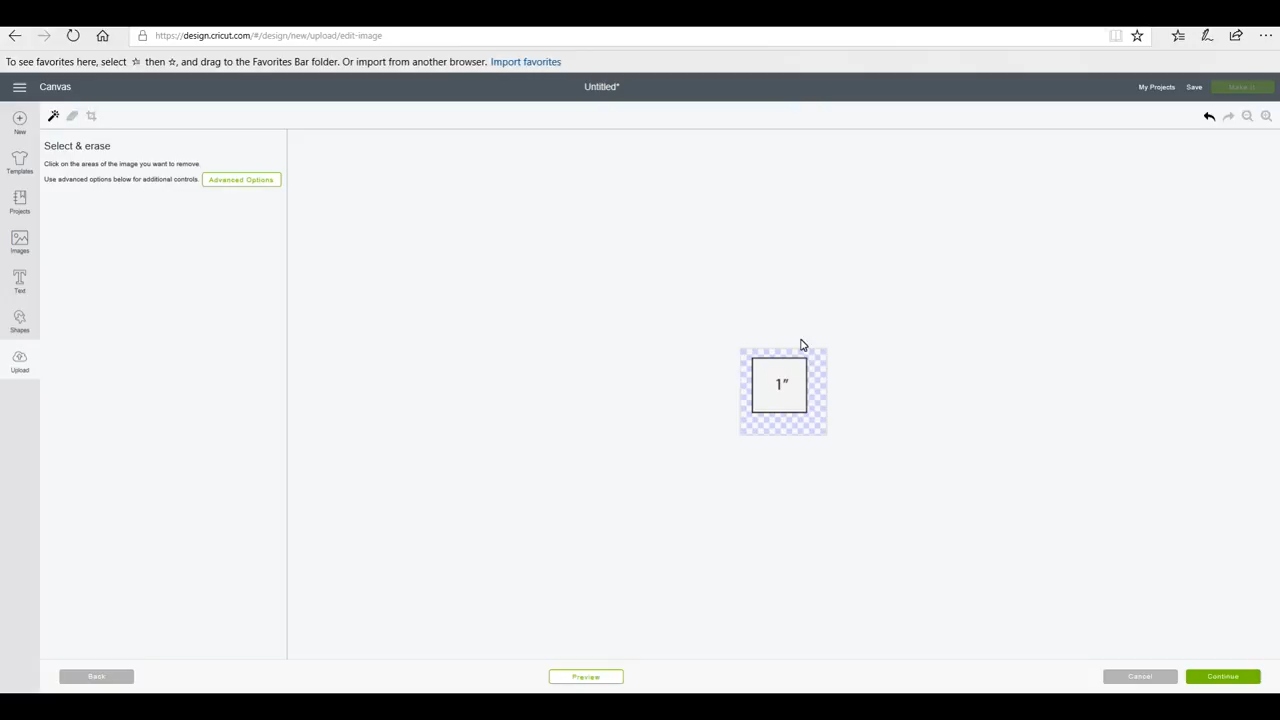 https://design.cricut.com/#/design/new/upload/edit-image
To see favorites here, select ☆ then ☆, and drag to the Favorites Bar folder. Or import from another browser. Import favorites
Canvas
Untitled*
My Projects
Save
Make It
New
Templates
Projects
Images
Text
Shapes
Upload
Select & erase
Click on the areas of the image you want to remove.
Use advanced options below for additional controls.
Advanced Options
1"
Back
Preview
Cancel
Continue